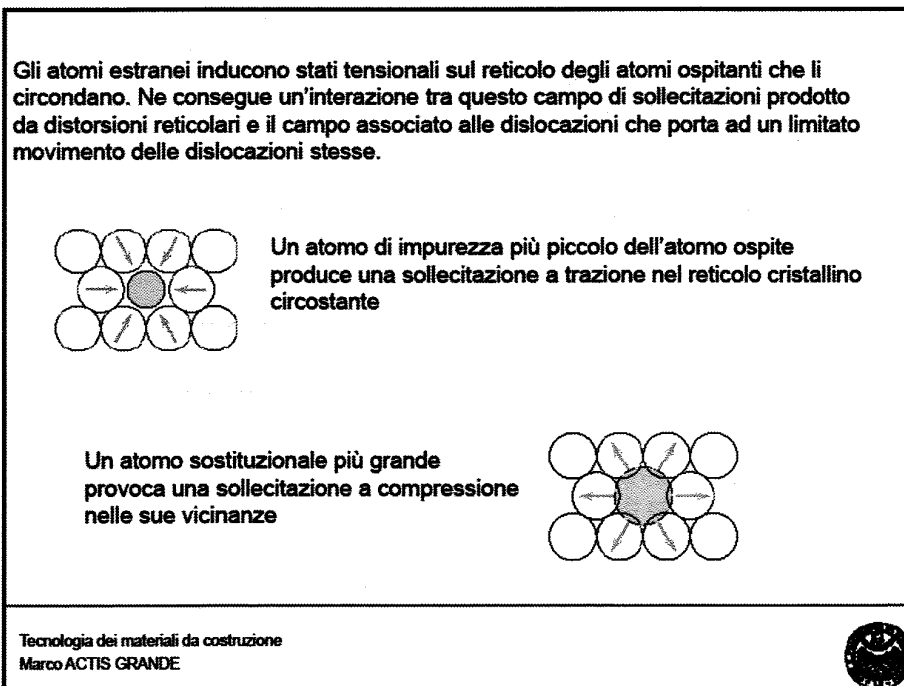 Gli atomi estranei inducono stati tensionali sul reticolo degli atomi ospitanti che li
circondano. Ne consegue un'interazione tra questo campo di sollecitazioni prodotto
da distorsioni reticolari e il campo associato alle dislocazioni che porta ad un limitato
movimento delle dislocazioni stesse.
Un atomo di impurezza più piccolo dell'atomo ospite
produce una sollecitazione a trazione nel reticolo cristallino
circostante
Un atomo sostituzionale più grande
provoca una sollecitazione a compressione
nelle sue vicinanze
Tecnologia dei materiali da costruzione
Marco ACTIS GRANDE